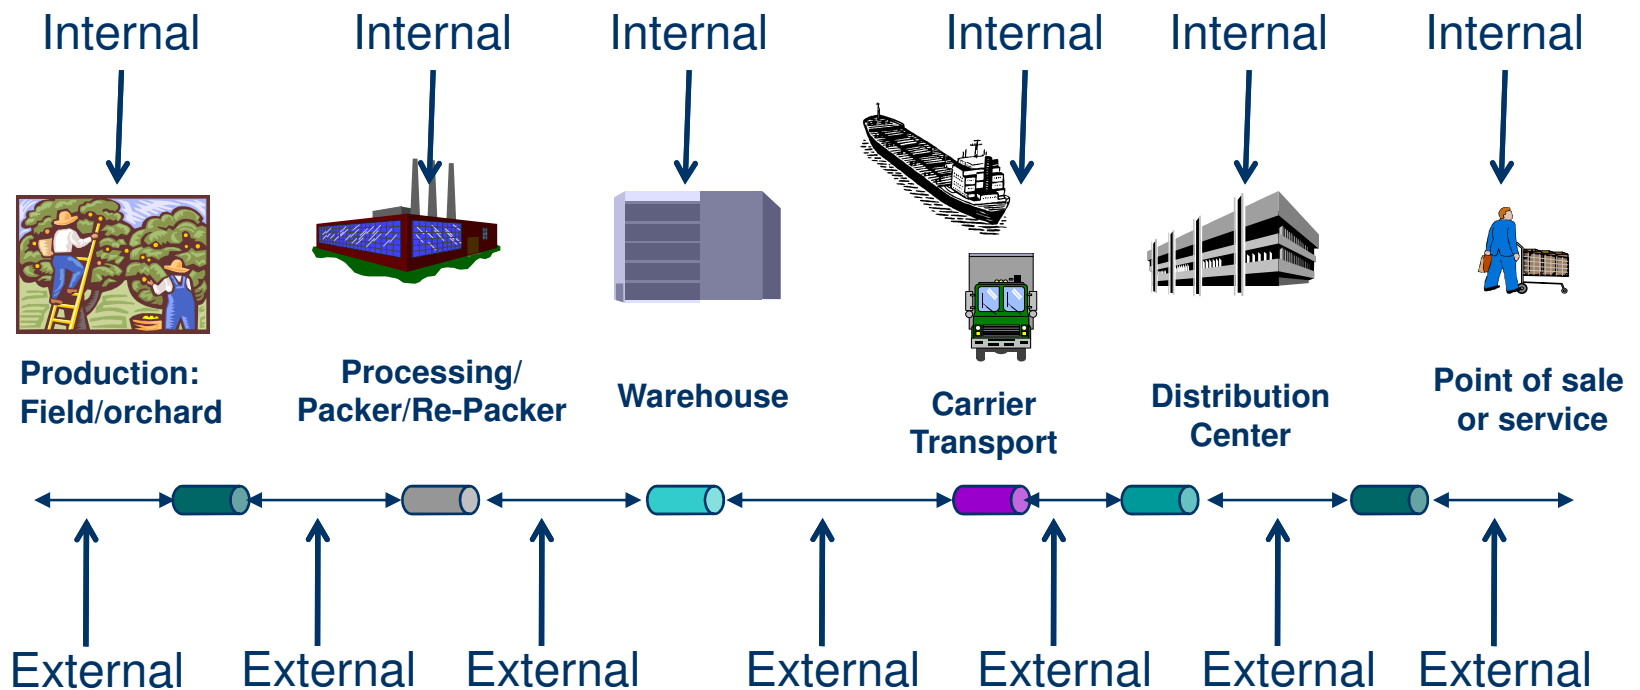 Internal Internal Internal Internal Internal Internal
Production:
Field/orchard
Processing/
Packer/Re-Packer
Warehouse
Carrier
Transport
Distribution
Center
Point of sale
or service
External External External External External External External